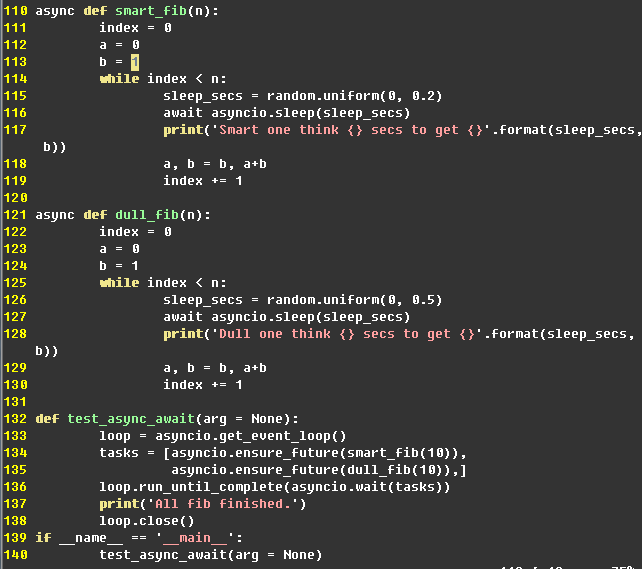 110 async def smart_fib(n):
111         index = 0
112         a = 0
113         b = 1
114         while index < n:
115                 sleep_secs = random.uniform(0, 0.2)
116                 await asyncio.sleep(sleep_secs)
117                 print('Smart one think {} secs to get {}'.format(sleep_secs,
 b))
118                 a, b = b, a+b
119                 index += 1
120
121 async def dull_fib(n):
122         index = 0
123         a = 0
124         b = 1
125         while index < n:
126                 sleep_secs = random.uniform(0, 0.5)
127                 await asyncio.sleep(sleep_secs)
128                 print('Dull one think {} secs to get {}'.format(sleep_secs,
b))
129                 a, b = b, a+b
130                 index += 1
131
132 def test_async_await(arg = None):
133         loop = asyncio.get_event_loop()
134         tasks = [asyncio.ensure_future(smart_fib(10)),
135                  asyncio.ensure_future(dull_fib(10)),]
136         loop.run_until_complete(asyncio.wait(tasks))
137         print('All fib finished.')
138         loop.close()
139 if __name__ == '__main__':
140         test_async_await(arg = None)